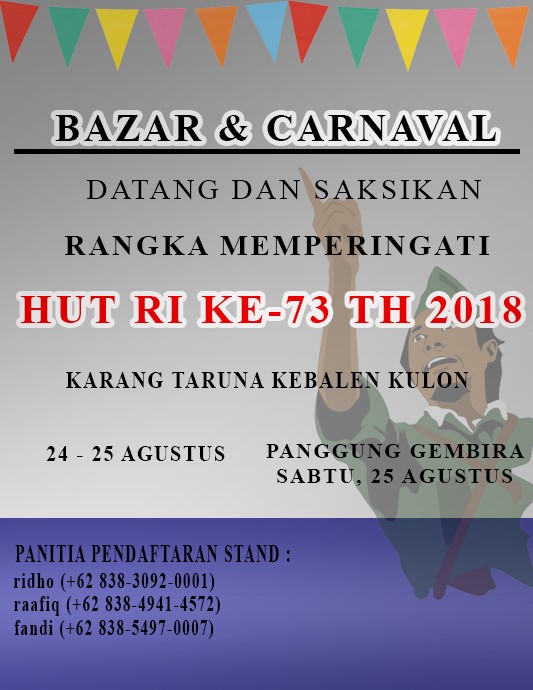 BAZAR & CARNAVAL
DATANG DAN SAKSIKAN
RANGKA MEMPERINGATI
HUT RI KE-73 TH 2018
KARANG TARUNA KEBALEN KULON
24 - 25 AGUSTUS
PANGGUNG GEMBIRA
SABTU, 25 AGUSTUS
PANITIA PENDAFTARAN STAND :
ridho (+62 838-3092-0001)
raafiq (+62 838-4941-4572)
fandi (+62 838-5497-0007)